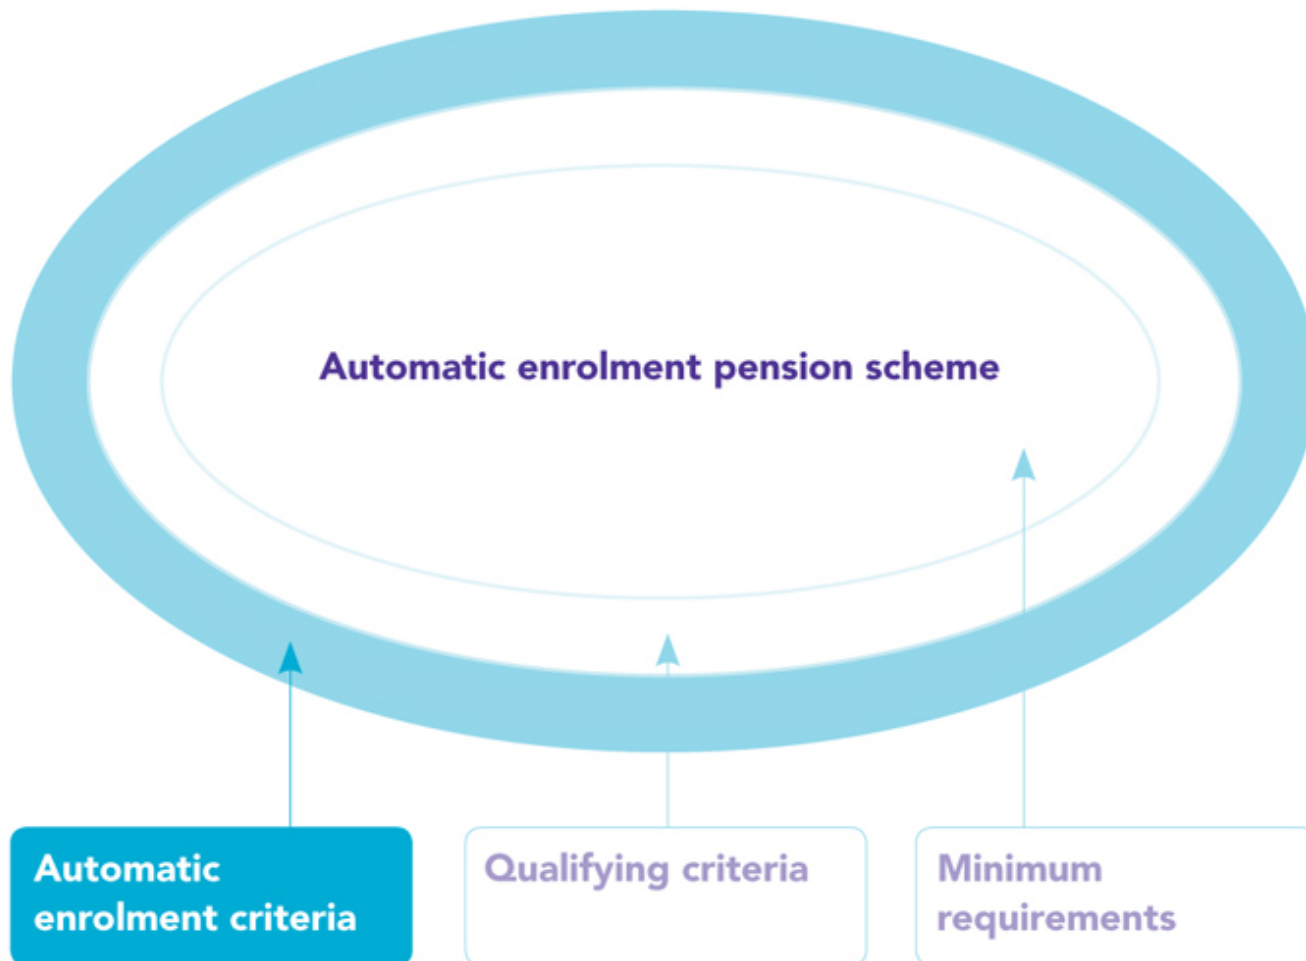 Automatic enrolment pension scheme
Automatic
enrolment criteria
Qualifying criteria
Minimum
requirements